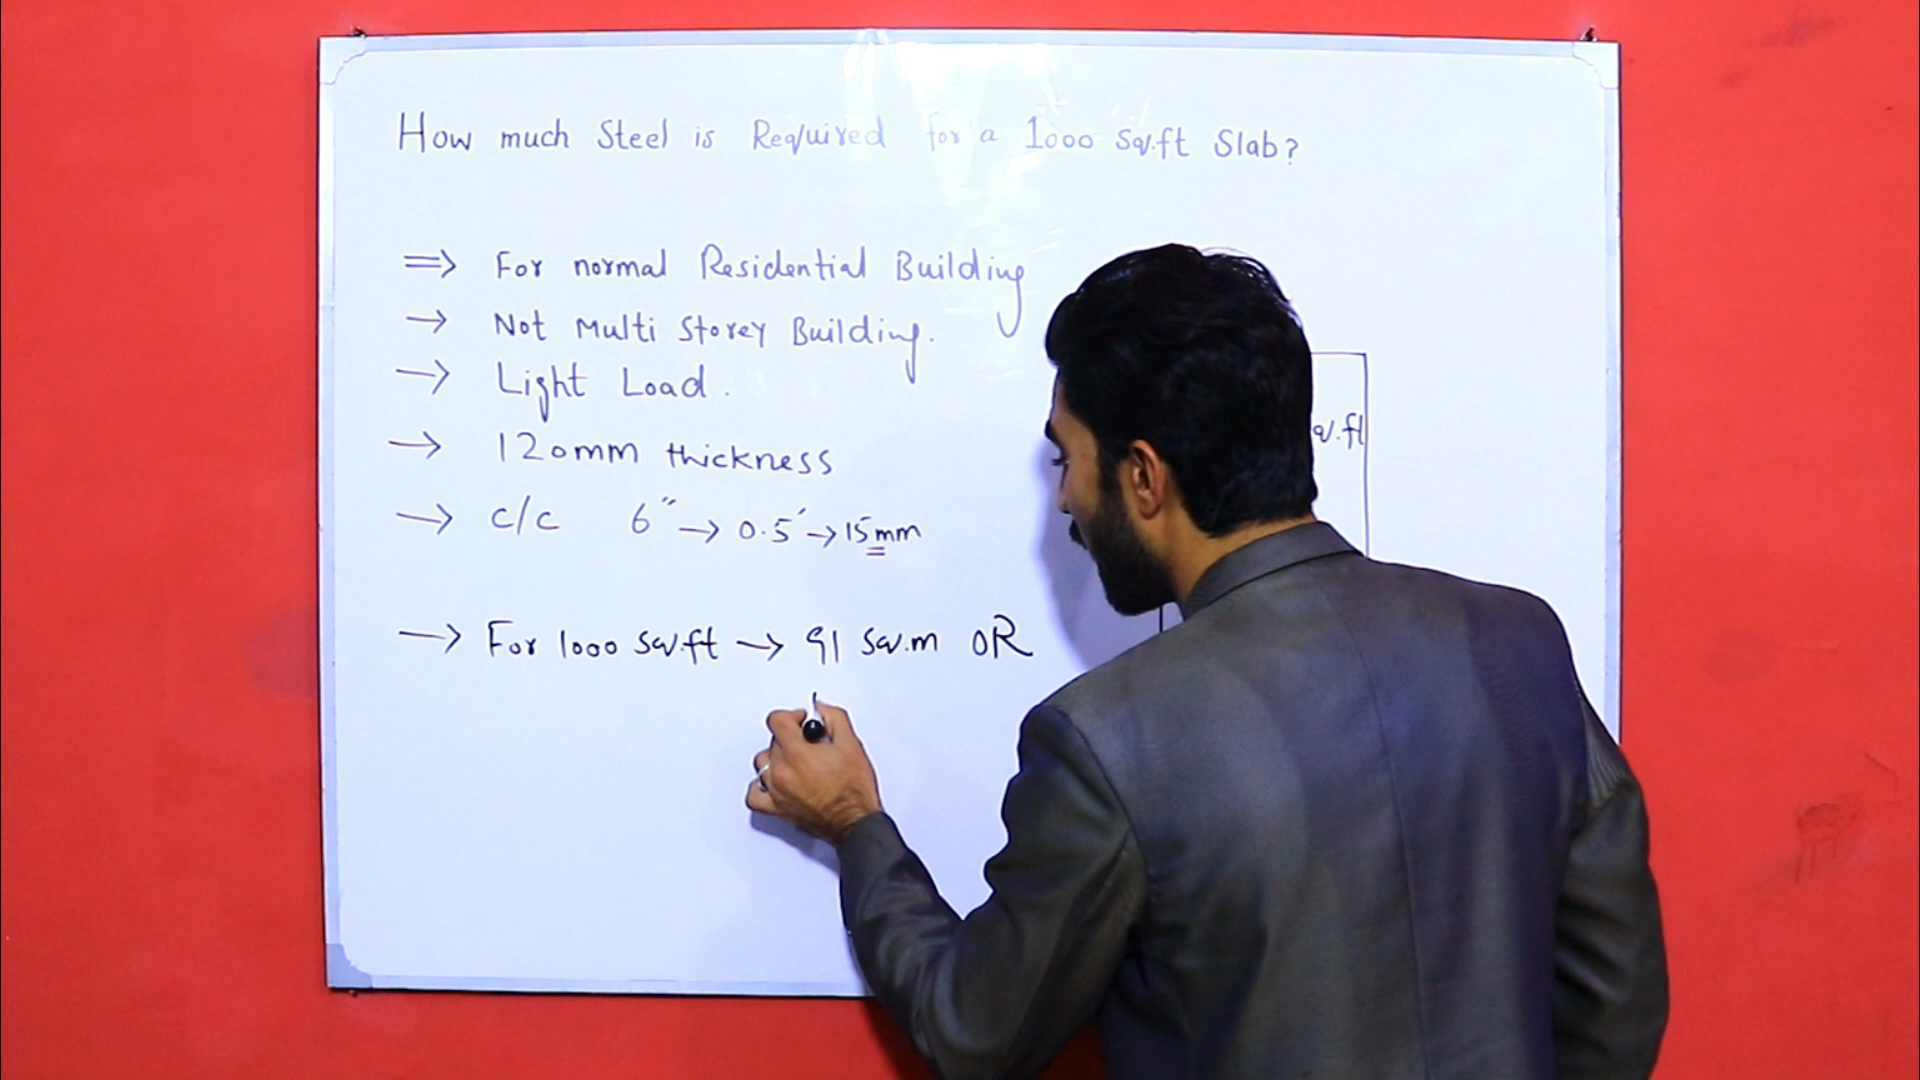 How much Steel is Required for a 1000 Sq.ft Slab?
=> For normal Residential Building
→ Not Multi Storey Building.
→ Light Load.
→ 120mm thickness
→ c/c 6" → 0.5' → 15mm
→ For 1000 sq.ft → 91 sq.m OR
q.ft